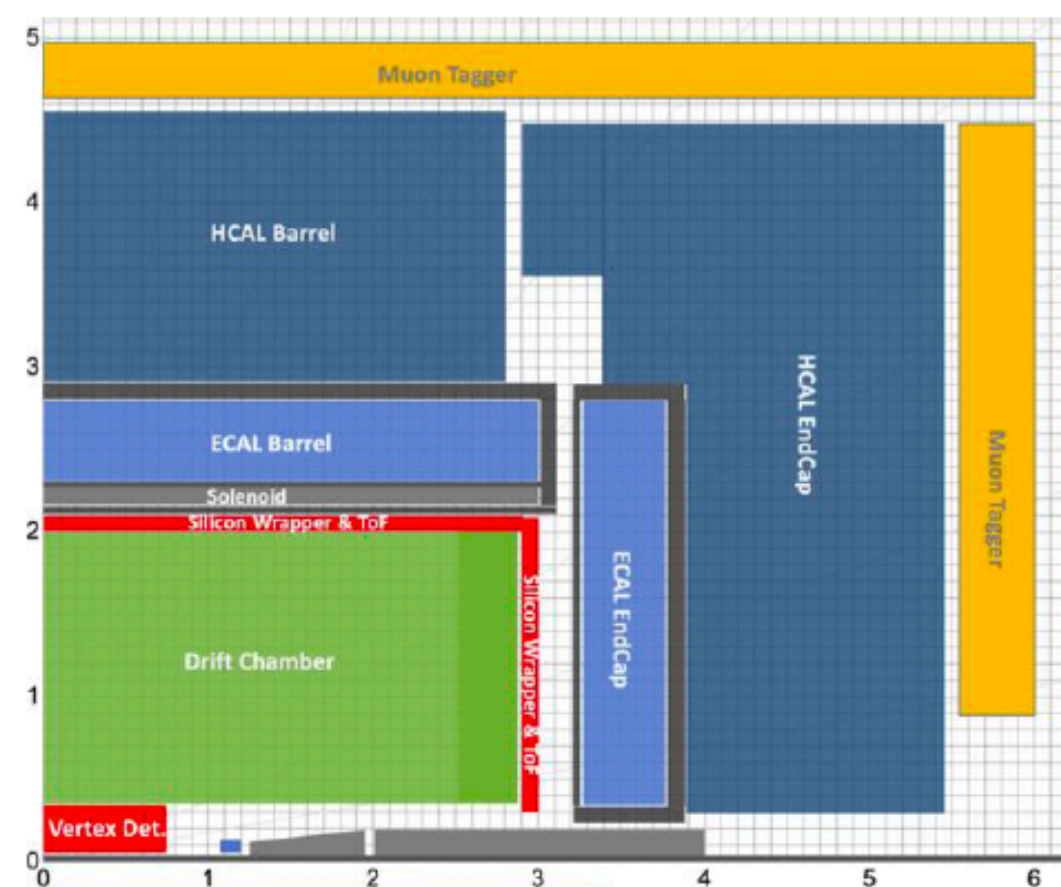 5
Muon Tagger
4
HCAL Barrel
3
HCAL EndCap
ECAL Barrel
Muon Tagger
Solenoid
2
Silicon Wrapper & ToF
ECAL EndCap
Silicon Wrapper & ToF
Drift Chamber
1
Vertex Det.
0
0 1 2 3 4 5 6